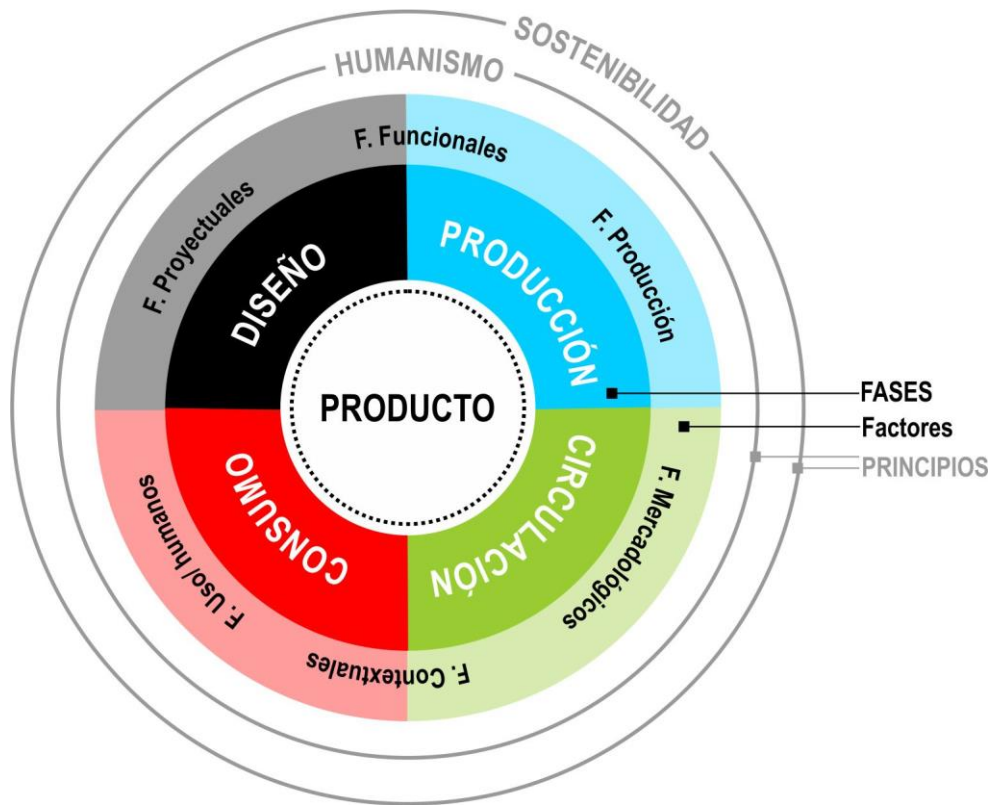 SOSTENIBILIDAD
HUMANISMO
F. Funcionales
F. Proyectuales
F. Producción
DISEÑO
PRODUCCIÓN
PRODUCTO
FASES
Factores
PRINCIPIOS
CONSUMO
CIRCULACIÓN
F. Uso/ humanos
F. Mercadológicos
F. Contextuales